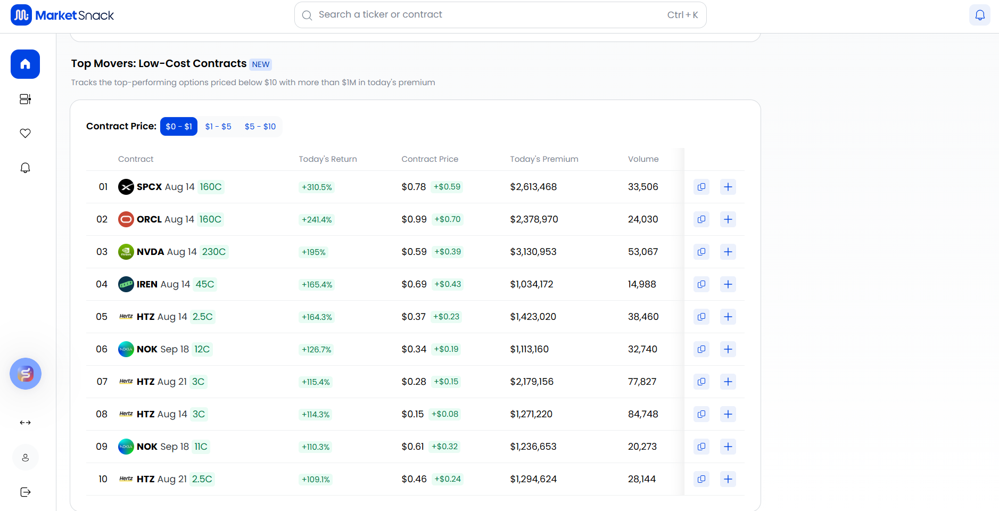 MarketSnack
Search a ticker or contract Ctrl + K
Top Movers: Low-Cost Contracts NEW
Tracks the top-performing options priced below $10 with more than $1M in today's premium
Contract Price: $0 - $1 $1 - $5 $5 - $10
Contract Today's Return Contract Price Today's Premium Volume
01 SPCX Aug 14 160C +310.5% $0.78 +$0.59 $2,613,468 33,506
02 ORCL Aug 14 160C +241.4% $0.99 +$0.70 $2,378,970 24,030
03 NVIDIA NVDA Aug 14 230C +195% $0.59 +$0.39 $3,130,953 53,067
04 IREN Aug 14 45C +165.4% $0.69 +$0.43 $1,034,172 14,988
05 Hertz HTZ Aug 14 2.5C +164.3% $0.37 +$0.23 $1,423,020 38,460
06 NOKIA NOK Sep 18 12C +126.7% $0.34 +$0.19 $1,113,160 32,740
07 Hertz HTZ Aug 21 3C +115.4% $0.28 +$0.15 $2,179,156 77,827
08 Hertz HTZ Aug 14 3C +114.3% $0.15 +$0.08 $1,271,220 84,748
09 NOKIA NOK Sep 18 11C +110.3% $0.61 +$0.32 $1,236,653 20,273
10 Hertz HTZ Aug 21 2.5C +109.1% $0.46 +$0.24 $1,294,624 28,144